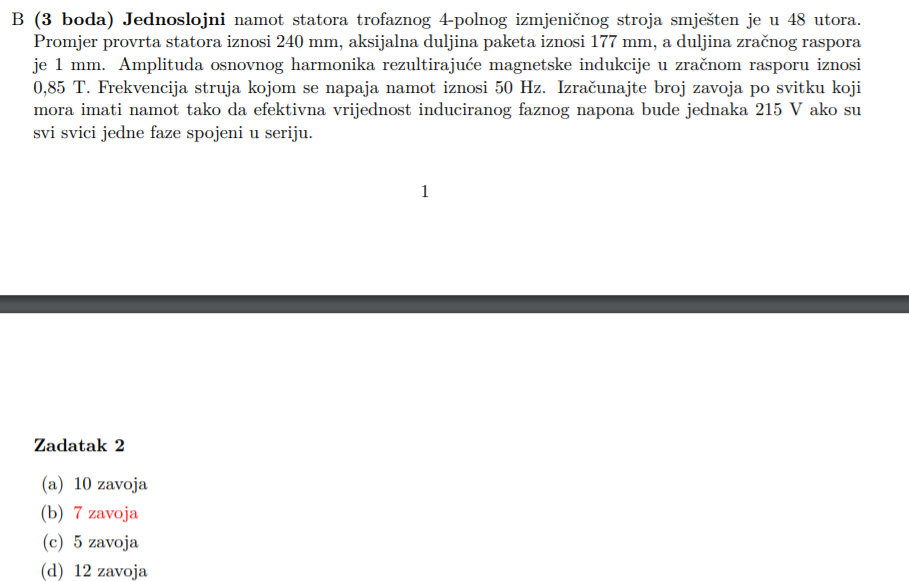 B (3 boda) Jednoslojni namot statora trofaznog 4-polnog izmjeničnog stroja smješten je u 48 utora.
Promjer provrta statora iznosi 240 mm, aksijalna duljina paketa iznosi 177 mm, a duljina zračnog raspora
je 1 mm. Amplituda osnovnog harmonika rezultirajuće magnetske indukcije u zračnom rasporu iznosi
0,85 T. Frekvencija struja kojom se napaja namot iznosi 50 Hz. Izračunajte broj zavoja po svitku koji
mora imati namot tako da efektivna vrijednost induciranog faznog napona bude jednaka 215 V ako su
svi svici jedne faze spojeni u seriju.
1
Zadatak 2
(a) 10 zavoja
(b) 7 zavoja
(c) 5 zavoja
(d) 12 zavoja